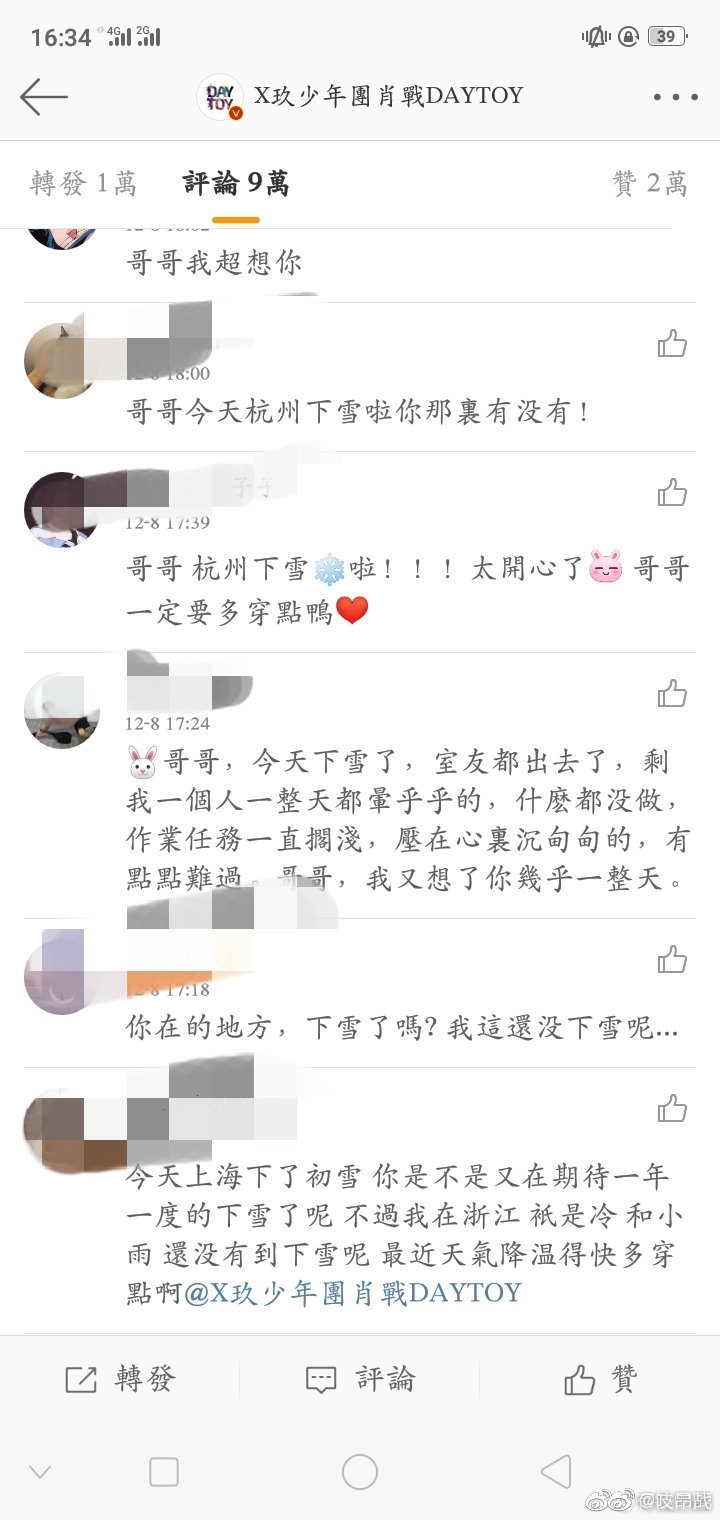 16:34 4G 2G 39
X玖少年團肖戰DAYTOY
轉發 1萬 評論 9萬 贊 2萬
哥哥我超想你
12-8 18:00
哥哥今天杭州下雪啦你那裏有没有！
12-8 17:39
哥哥 杭州下雪❄️啦！！！太開心了🐰 哥哥
一定要多穿點鴨❤️
12-8 17:24
🐰哥哥，今天下雪了，室友都出去了，剩
我一個人一整天都暈乎乎的，什麽都没做，
作業任務一直擱淺，壓在心裏沉甸甸的，有
點點難過。哥哥，我又想了你幾乎一整天。
12-8 17:18
你在的地方，下雪了嗎? 我這還没下雪呢...
今天上海下了初雪 你是不是又在期待一年
一度的下雪了呢 不過我在浙江 衹是冷 和小
雨 還没有到下雪呢 最近天氣降温得快多穿
點啊@X玖少年團肖戰DAYTOY
轉發 評論 贊